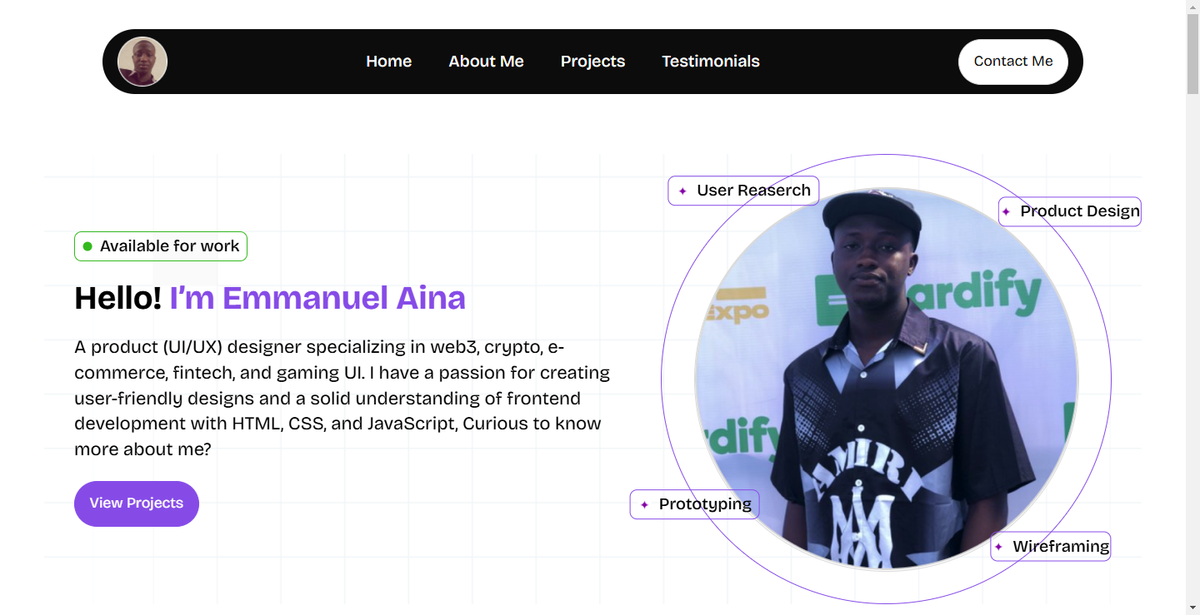 Home
About Me
Projects
Testimonials
Contact Me
User Reaserch
Product Design
Available for work
Hello! I’m Emmanuel Aina
A product (UI/UX) designer specializing in web3, crypto, e-
commerce, fintech, and gaming UI. I have a passion for creating
user-friendly designs and a solid understanding of frontend
development with HTML, CSS, and JavaScript, Curious to know
more about me?
View Projects
Expo
ardify
dify
AMIRI
MA
Prototyping
Wireframing